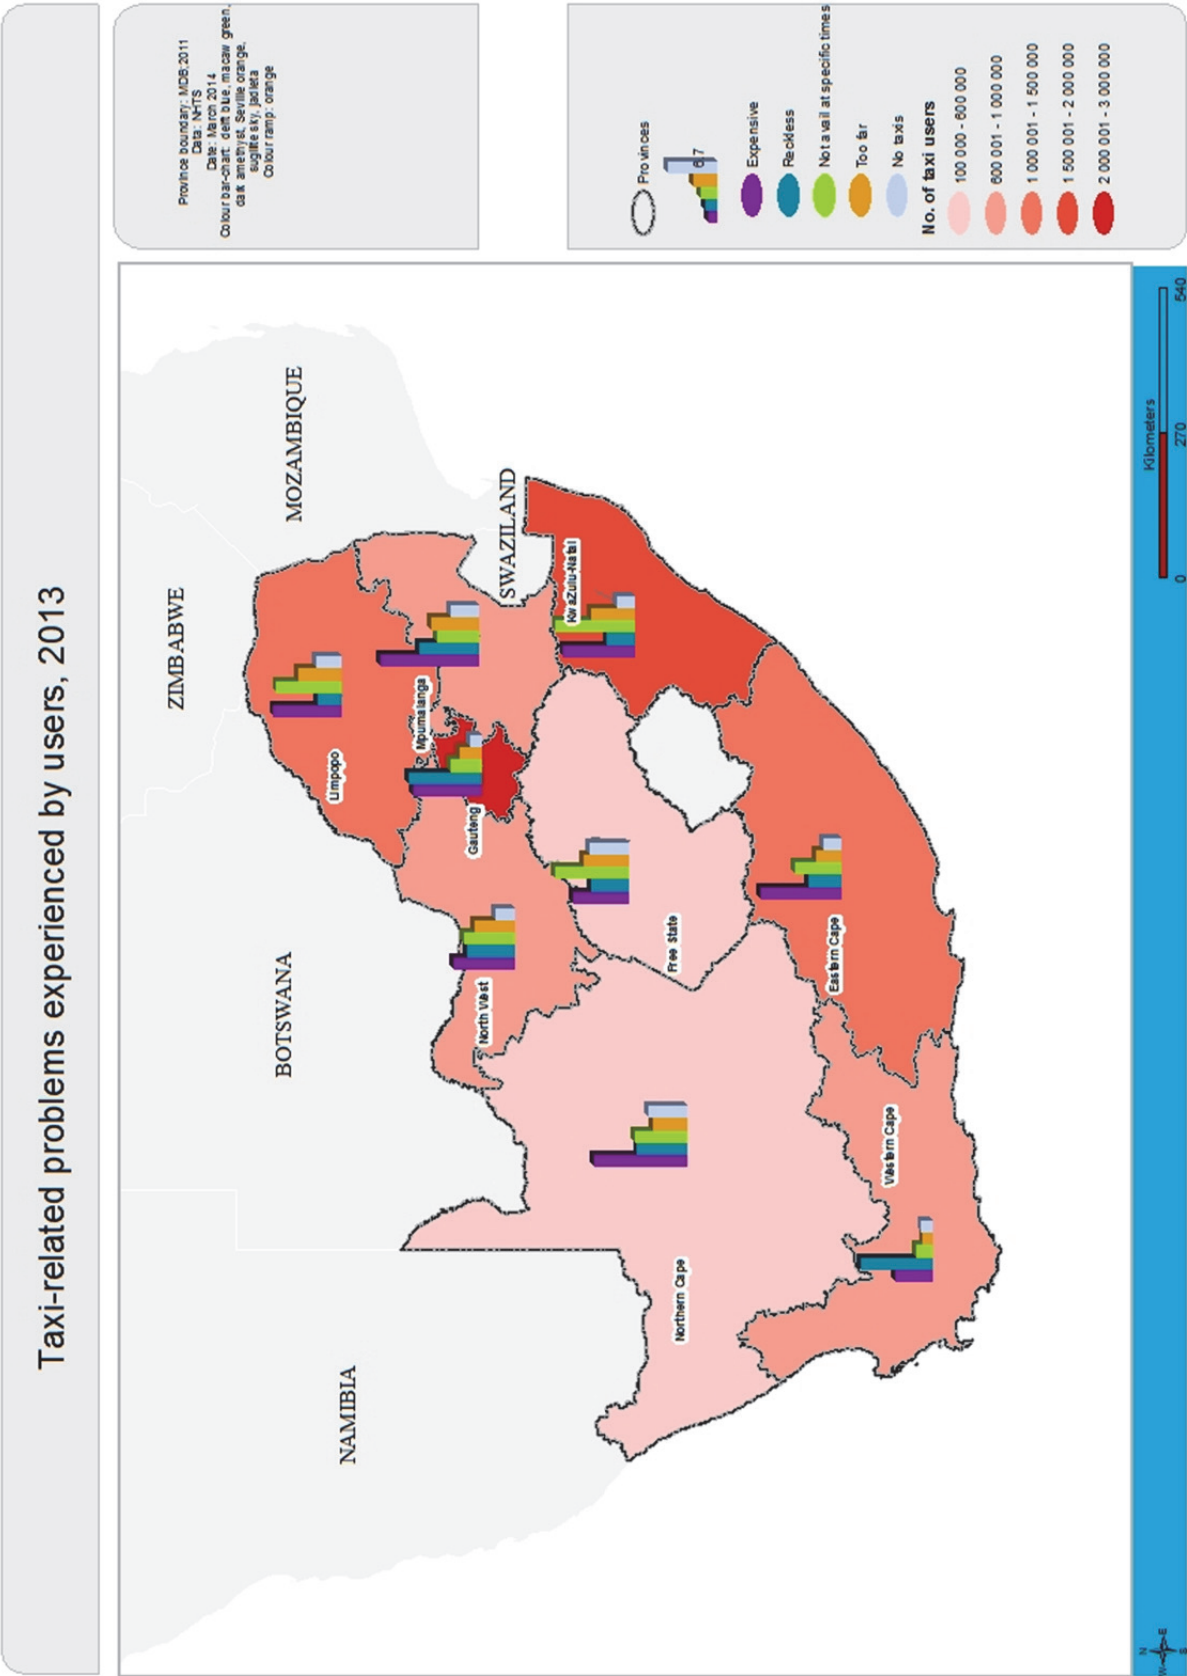 Taxi-related problems experienced by users, 2013
Province boundary: MDB:2011
Data: NHTS
Date: March 2014
Colour bar-chart: delft blue, macaw green,
dark amethyst, Seville orange,
sugilite sky, jadieta
Colour ramp: orange
ZIMBABWE
MOZAMBIQUE
BOTSWANA
NAMIBIA
SWAZILAND
Limpopo
Mpumalanga
Gauteng
North West
KwaZulu-Natal
Free State
Northern Cape
Eastern Cape
Western Cape
Provinces
6.7
Expensive
Reckless
Not avail at specific times
Too far
No taxis
No. of taxi users
100 000 - 600 000
600 001 - 1 000 000
1 000 001 - 1 500 000
1 500 001 - 2 000 000
2 000 001 - 3 000 000
N
W
E
S
Kilometers
0 270 540